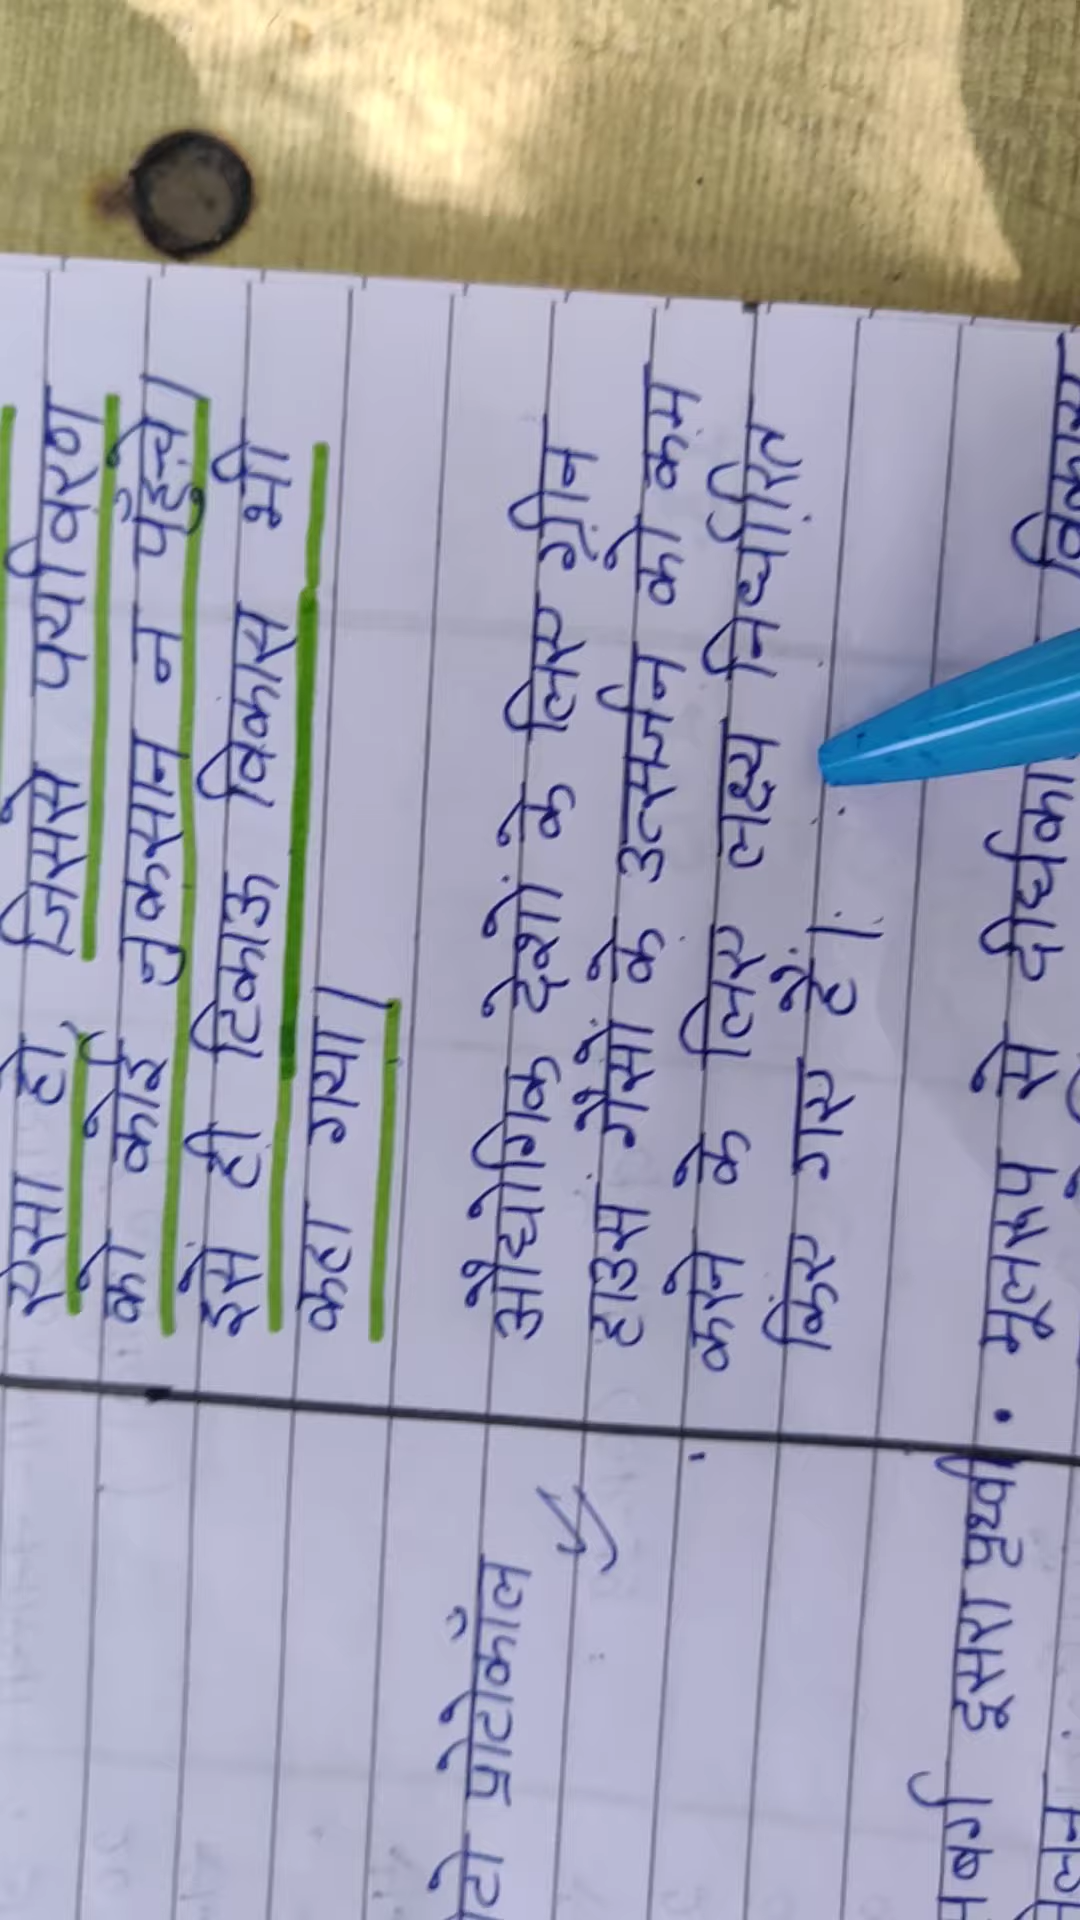 ऐसा हो जिससे पर्यावरण
को कोई नुकसान न पहुंचे।
इसे ही टिकाऊ विकास भी
कहा गया।
टो प्रोटोकॉल
औद्योगिक देशों के लिए ग्रीन
हाउस गैसों के उत्सर्जन को कम
करने के लिए लक्ष्य निर्धारित
किए गए हैं।
सबर्ग दूसरा पृथ्वी
• मूलरूप से दीर्घका
विकास